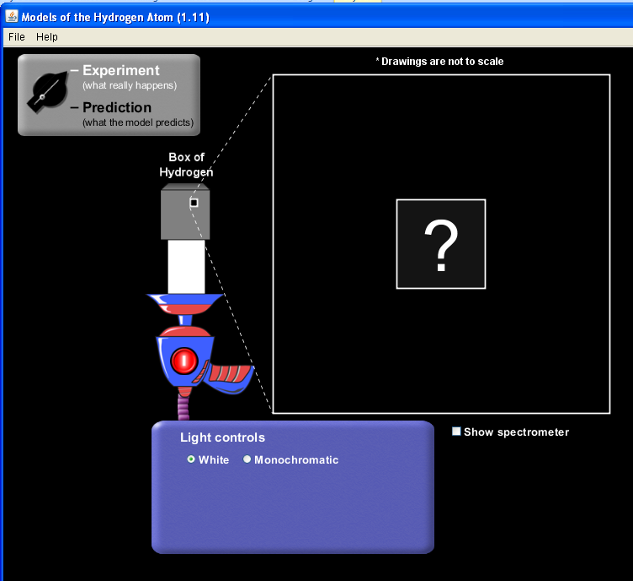 Models of the Hydrogen Atom (1.11)
File Help
Experiment
(what really happens)
Prediction
(what the model predicts)
* Drawings are not to scale
Box of
Hydrogen
?
Show spectrometer
Light controls
White Monochromatic